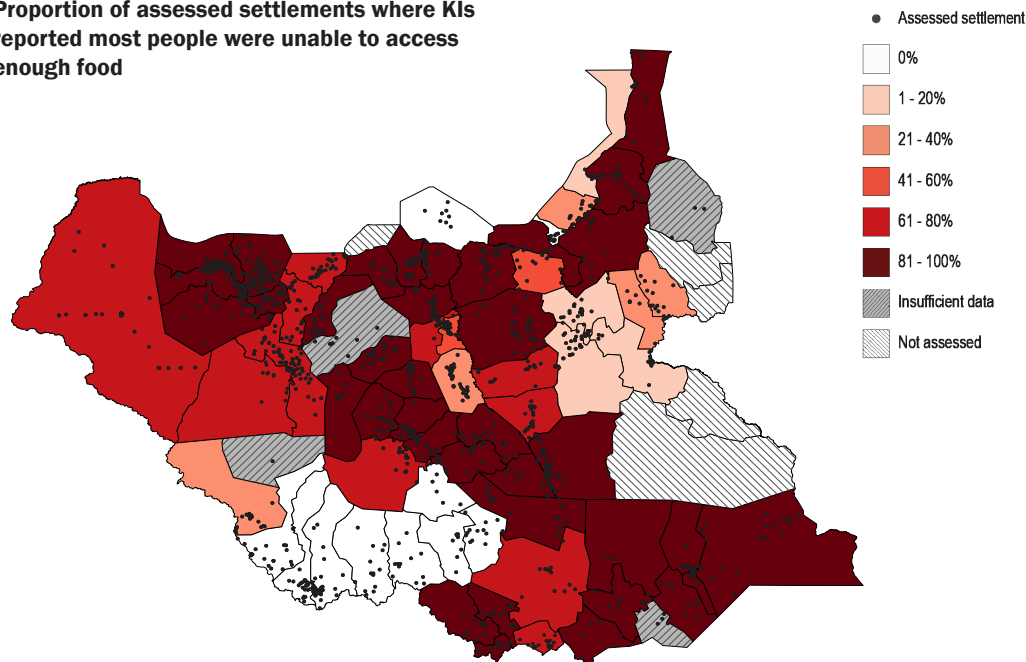 Proportion of assessed settlements where KIs
reported most people were unable to access
enough food
Assessed settlement
0%
1 - 20%
21 - 40%
41 - 60%
61 - 80%
81 - 100%
Insufficient data
Not assessed